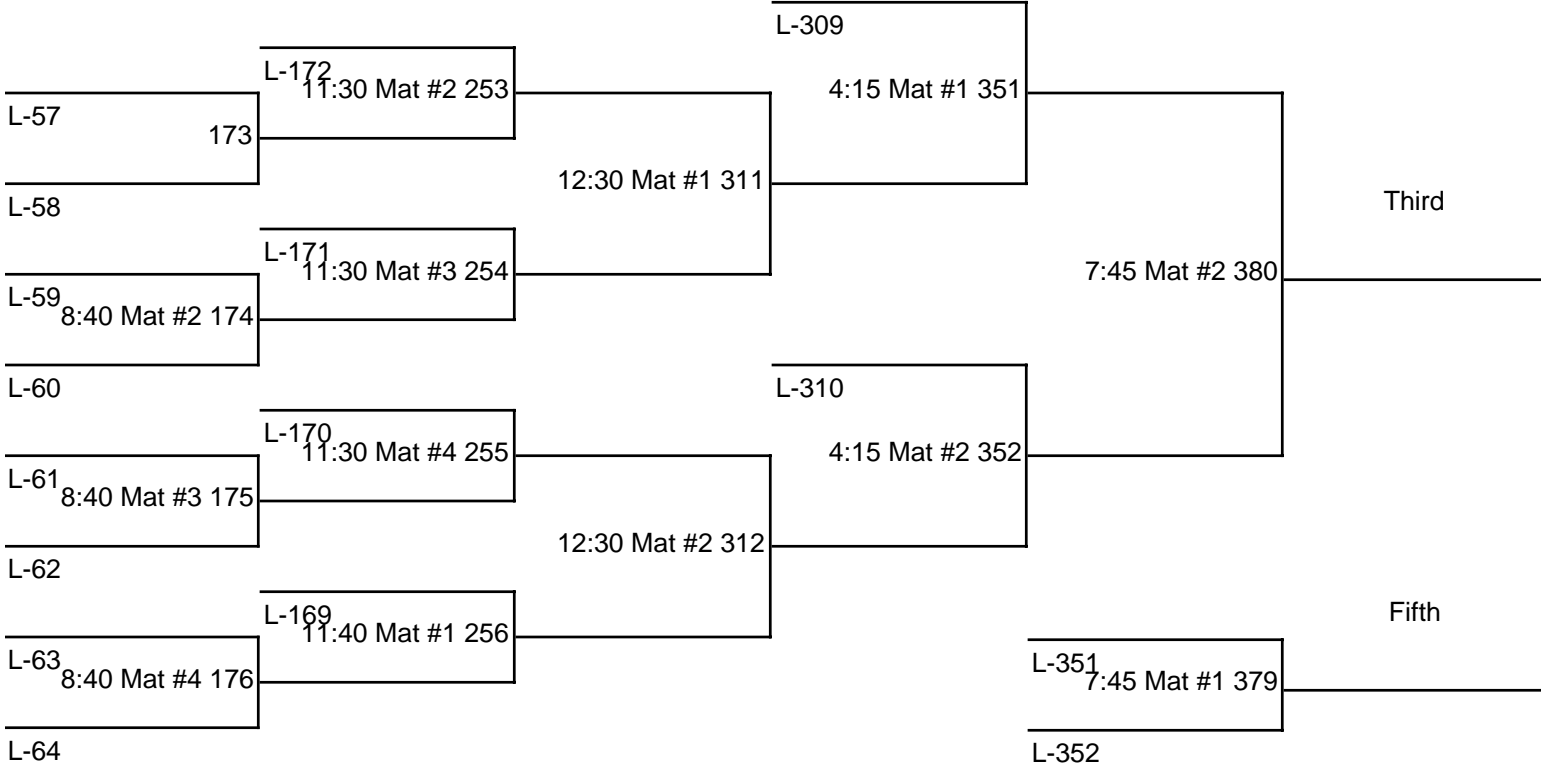 L-309
L-172
11:30 Mat #2 253
4:15 Mat #1 351
L-57
173
12:30 Mat #1 311
L-58
Third
L-171
11:30 Mat #3 254
7:45 Mat #2 380
L-59
8:40 Mat #2 174
L-60
L-310
L-170
11:30 Mat #4 255
4:15 Mat #2 352
L-61
8:40 Mat #3 175
12:30 Mat #2 312
L-62
L-169
11:40 Mat #1 256
Fifth
L-63
8:40 Mat #4 176
L-351
7:45 Mat #1 379
L-64
L-352